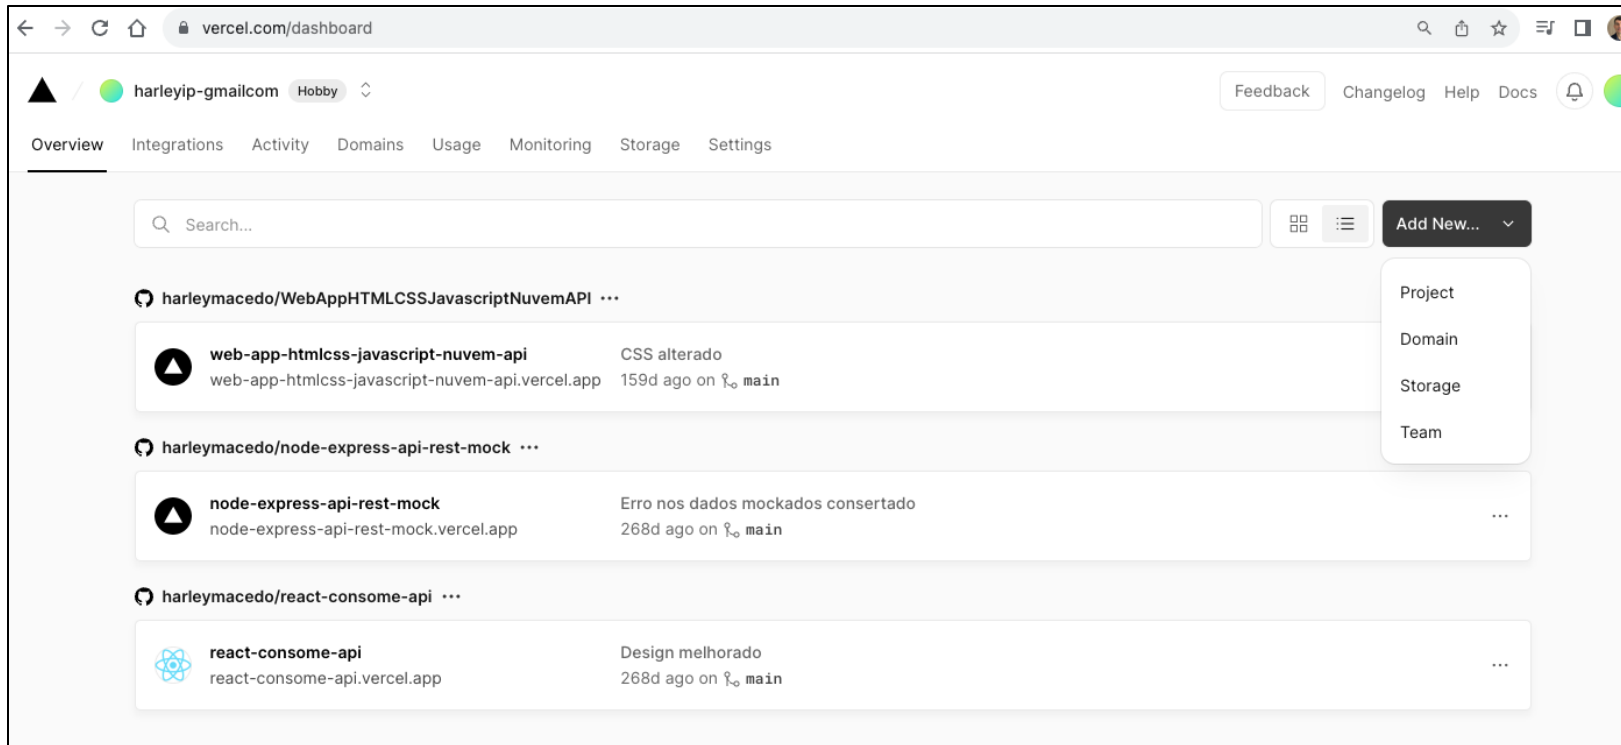 vercel.com/dashboard
harleyip-gmailcom Hobby Feedback Changelog Help Docs
Overview Integrations Activity Domains Usage Monitoring Storage Settings
Search... Add New...
Project
Domain
Storage
Team
harleymacedo/WebAppHTMLCSSJavascriptNuvemAPI ···
web-app-htmlcss-javascript-nuvem-api CSS alterado
web-app-htmlcss-javascript-nuvem-api.vercel.app 159d ago on main
harleymacedo/node-express-api-rest-mock ···
node-express-api-rest-mock Erro nos dados mockados consertado
node-express-api-rest-mock.vercel.app 268d ago on main
harleymacedo/react-consome-api ···
react-consome-api Design melhorado
react-consome-api.vercel.app 268d ago on main